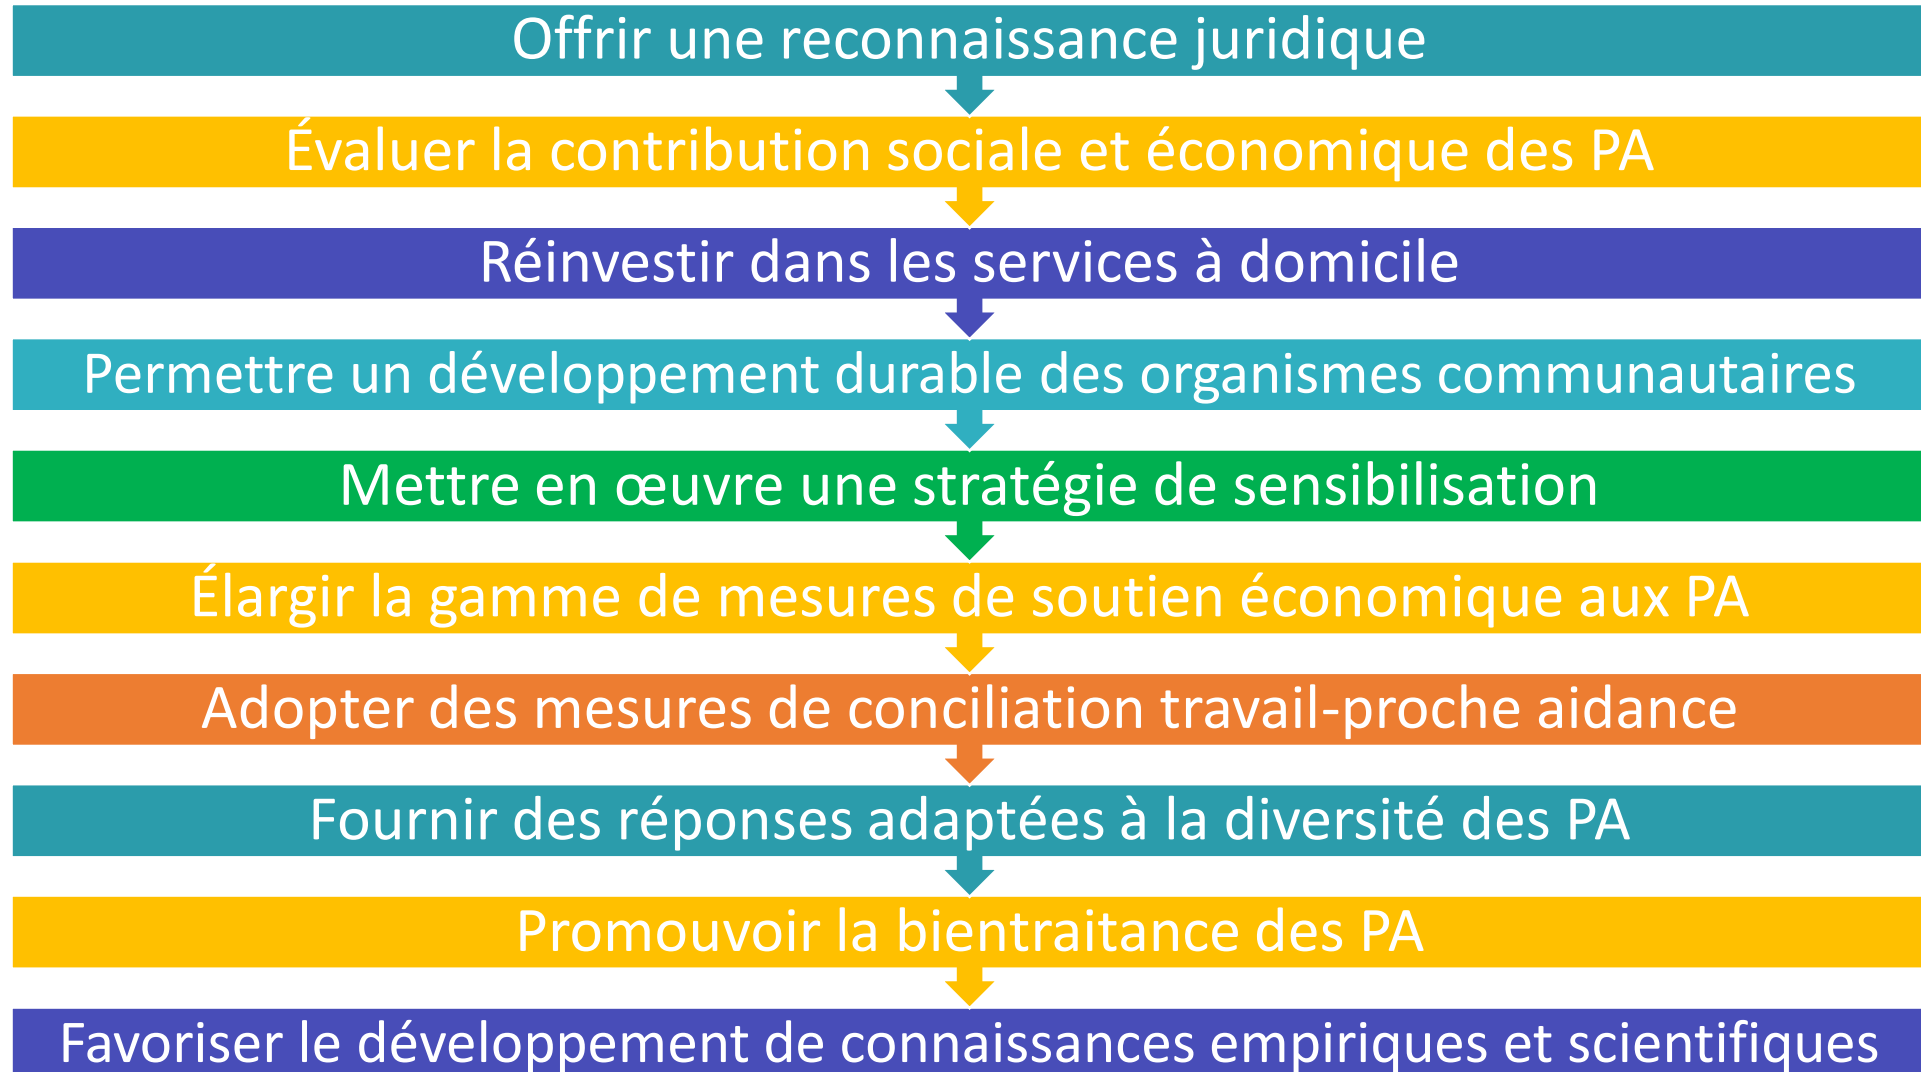 Offrir une reconnaissance juridique
Évaluer la contribution sociale et économique des PA
Réinvestir dans les services à domicile
Permettre un développement durable des organismes communautaires
Mettre en œuvre une stratégie de sensibilisation
Élargir la gamme de mesures de soutien économique aux PA
Adopter des mesures de conciliation travail-proche aidance
Fournir des réponses adaptées à la diversité des PA
Promouvoir la bientraitance des PA
Favoriser le développement de connaissances empiriques et scientifiques